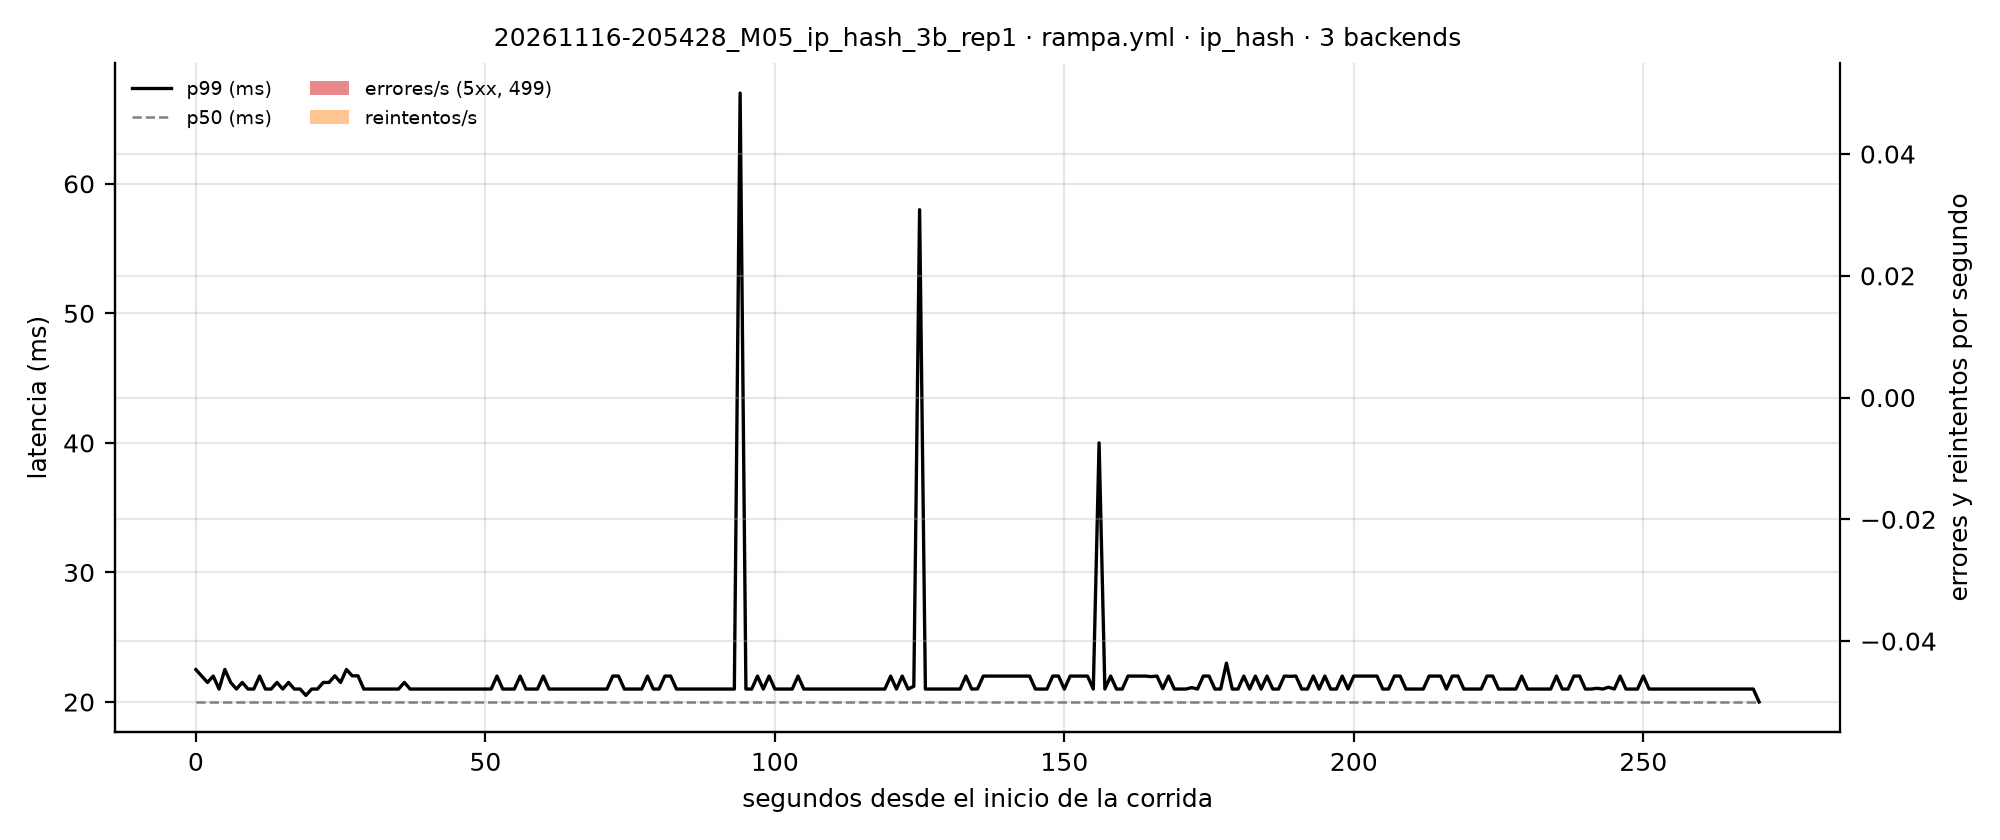 20261116-205428_M05_ip_hash_3b_rep1 · rampa.yml · ip_hash · 3 backends
p99 (ms)
p50 (ms)
errores/s (5xx, 499)
reintentos/s
latencia (ms)
60
50
40
30
20
0.04
0.02
0.00
−0.02
−0.04
errores y reintentos por segundo
0 50 100 150 200 250
segundos desde el inicio de la corrida